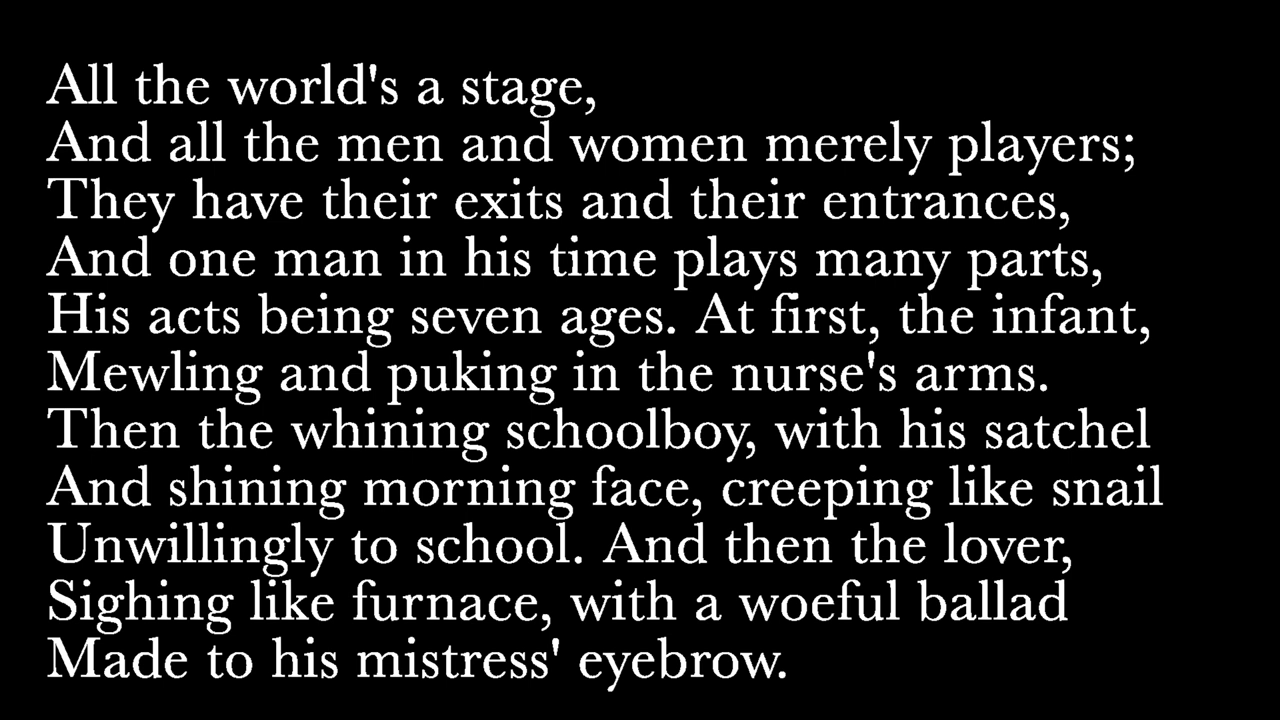 All the world's a stage,
And all the men and women merely players;
They have their exits and their entrances,
And one man in his time plays many parts,
His acts being seven ages. At first, the infant,
Mewling and puking in the nurse's arms.
Then the whining schoolboy, with his satchel
And shining morning face, creeping like snail
Unwillingly to school. And then the lover,
Sighing like furnace, with a woeful ballad
Made to his mistress' eyebrow.